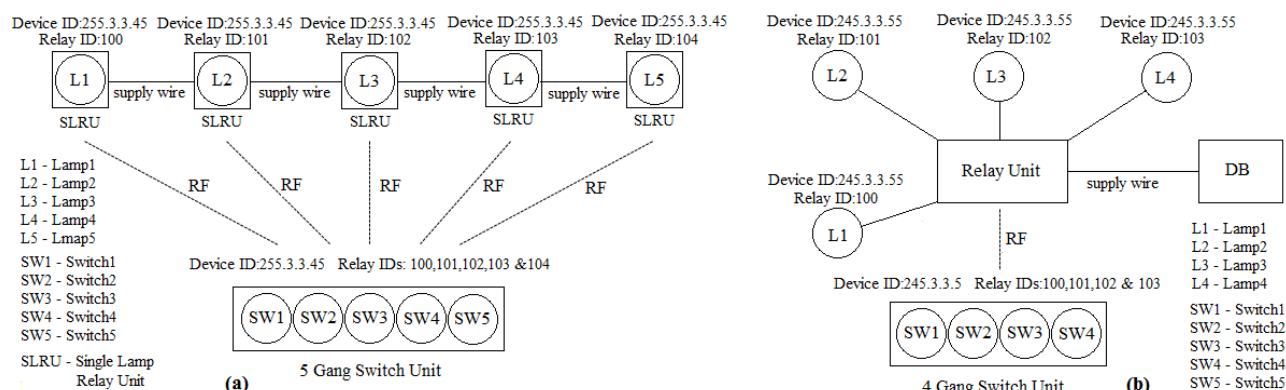 Device ID:255.3.3.45 Device ID:255.3.3.45 Device ID:255.3.3.45 Device ID:255.3.3.45 Device ID:255.3.3.45
Relay ID:100 Relay ID:101 Relay ID:102 Relay ID:103 Relay ID:104
L1 L2 L3 L4 L5
supply wire supply wire supply wire supply wire
SLRU SLRU SLRU SLRU SLRU
RF RF RF RF RF
L1 - Lamp1
L2 - Lamp2
L3 - Lamp3
L4 - Lamp4
L5 - Lmap5
SW1 - Switch1
SW2 - Switch2
SW3 - Switch3
SW4 - Switch4
SW5 - Switch5
SLRU - Single Lamp
Relay Unit
Device ID:255.3.3.45 Relay IDs: 100,101,102,103 &104
SW1 SW2 SW3 SW4 SW5
5 Gang Switch Unit
(a)
Device ID:245.3.3.55 Device ID:245.3.3.55 Device ID:245.3.3.55
Relay ID:101 Relay ID:102 Relay ID:103
L2 L3 L4
Relay Unit
supply wire
DB
Device ID:245.3.3.55
Relay ID:100
L1
RF
Device ID:245.3.3.5 Relay IDs:100,101,102 & 103
SW1 SW2 SW3 SW4
4 Gang Switch Unit
L1 - Lamp1
L2 - Lamp2
L3 - Lamp3
L4 - Lamp4
SW1 - Switch1
SW2 - Switch2
SW3 - Switch3
SW4 - Switch4
SW5 - Switch5
(b)